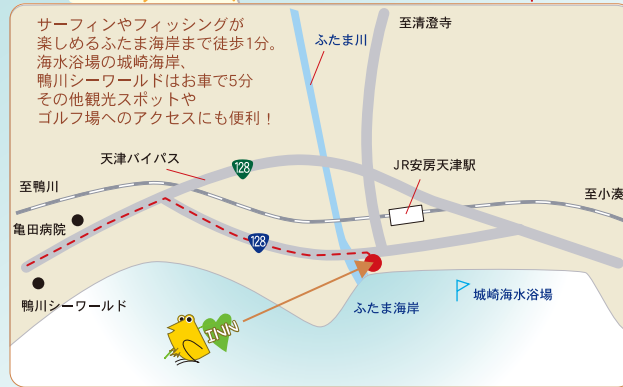 サーフィンやフィッシングが
楽しめるふたま海岸まで徒歩1分。
海水浴場の城崎海岸、
鴨川シーワールドはお車で5分
その他観光スポットや
ゴルフ場へのアクセスにも便利！
至清澄寺
ふたま川
天津バイパス
128
JR安房天津駅
至鴨川
至小湊
亀田病院
128
鴨川シーワールド
ふたま海岸
城崎海水浴場
INN